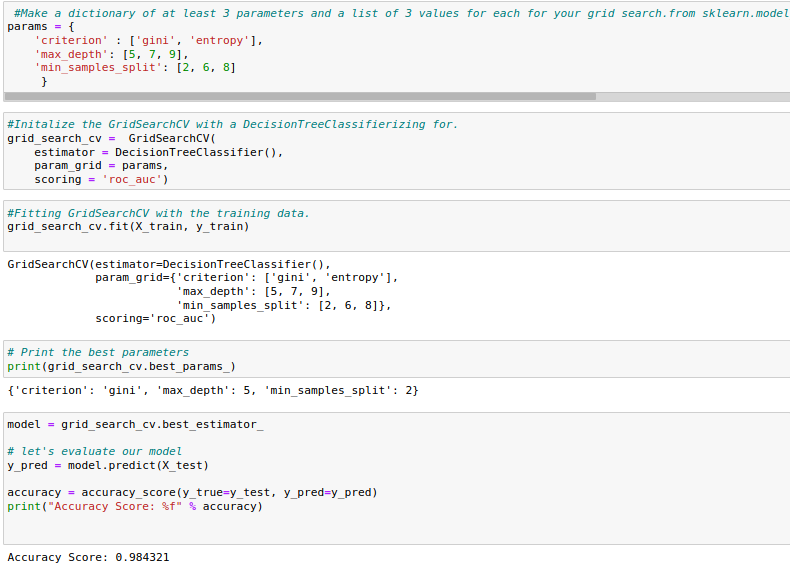 #Make a dictionary of at least 3 parameters and a list of 3 values for each for your grid search.from sklearn.model
params = {
    'criterion' : ['gini', 'entropy'],
    'max_depth': [5, 7, 9],
    'min_samples_split': [2, 6, 8]
     }
#Initalize the GridSearchCV with a DecisionTreeClassifierizing for.
grid_search_cv =  GridSearchCV(
    estimator = DecisionTreeClassifier(),
    param_grid = params,
    scoring = 'roc_auc')
#Fitting GridSearchCV with the training data.
grid_search_cv.fit(X_train, y_train)
GridSearchCV(estimator=DecisionTreeClassifier(),
             param_grid={'criterion': ['gini', 'entropy'],
                         'max_depth': [5, 7, 9],
                         'min_samples_split': [2, 6, 8]},
             scoring='roc_auc')
# Print the best parameters
print(grid_search_cv.best_params_)
{'criterion': 'gini', 'max_depth': 5, 'min_samples_split': 2}
model = grid_search_cv.best_estimator_
# let's evaluate our model
y_pred = model.predict(X_test)
accuracy = accuracy_score(y_true=y_test, y_pred=y_pred)
print("Accuracy Score: %f" % accuracy)
Accuracy Score: 0.984321